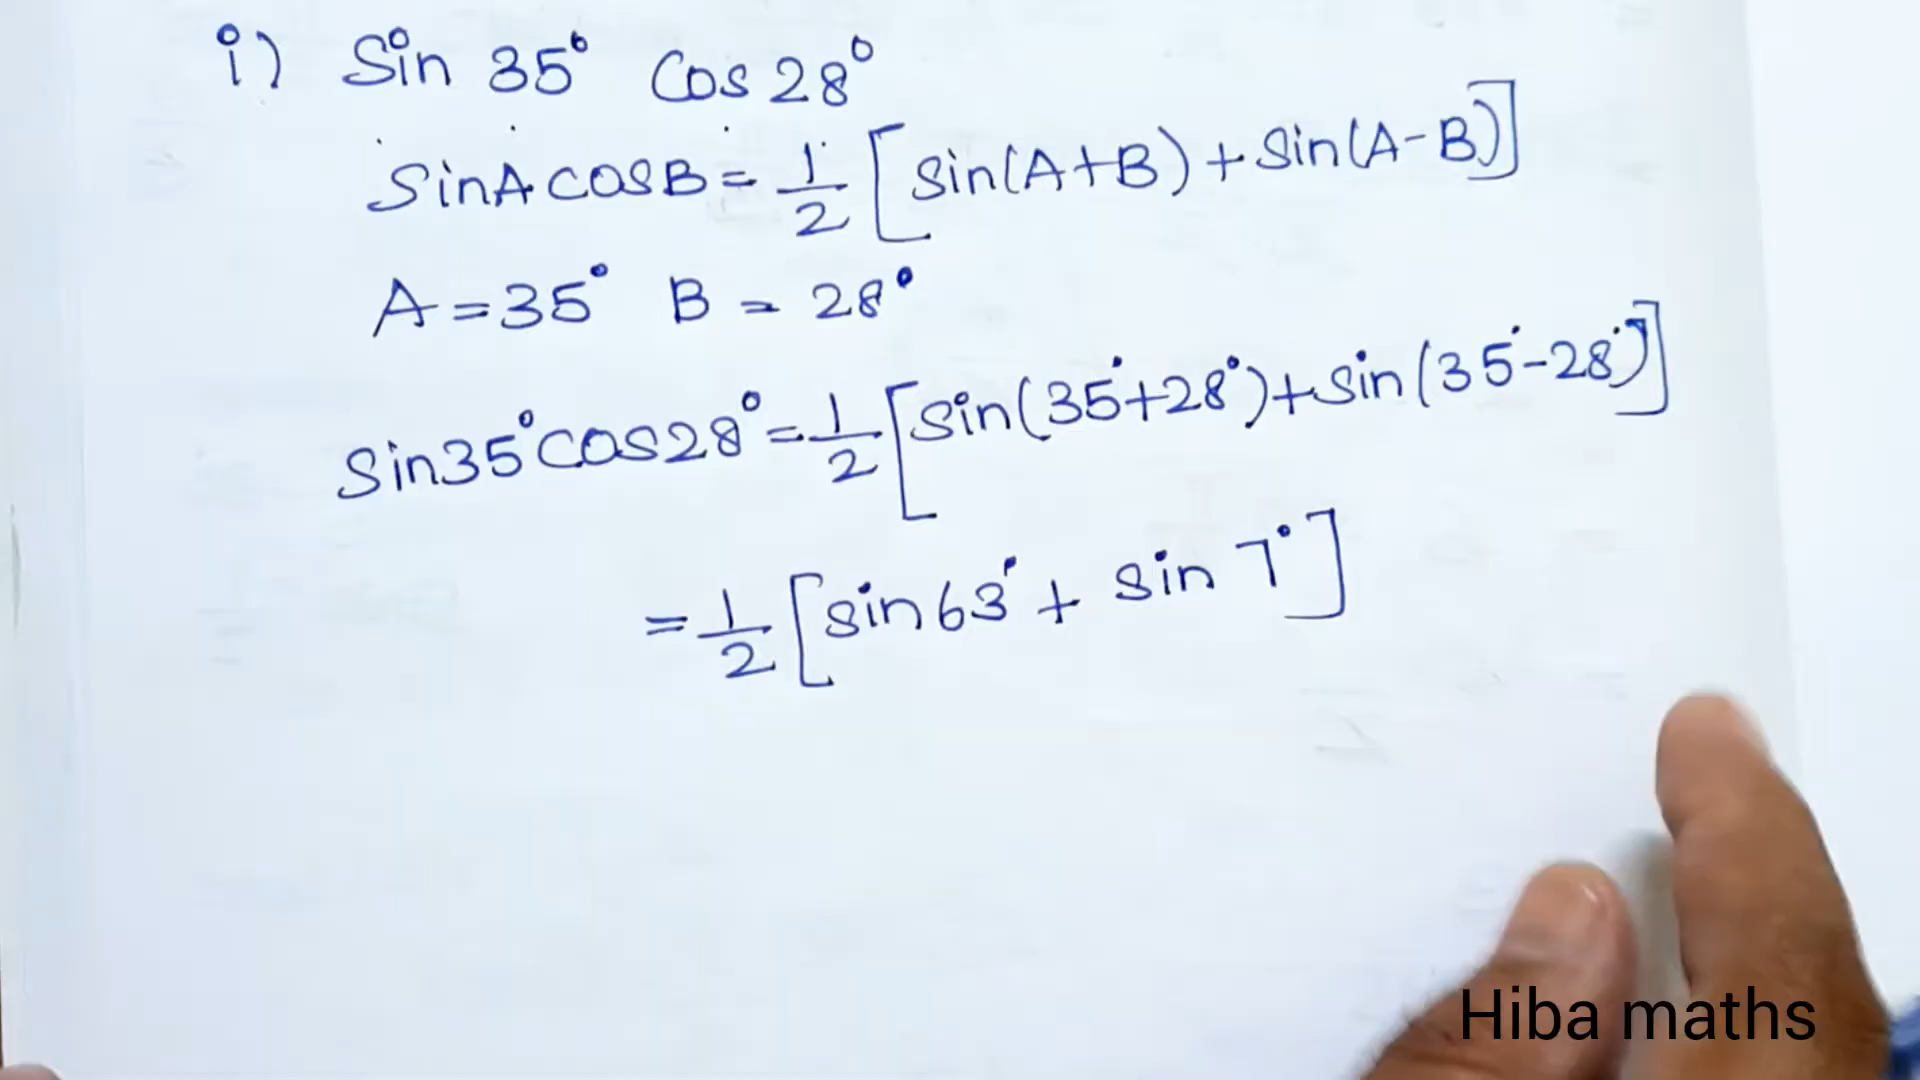 i) Sin 35° Cos 28°
SinA cosB = 1/2 [sin(A+B) + sin(A-B)]
A = 35° B = 28°
Sin35° cos28° = 1/2 [sin(35°+28°)+sin(35°-28°)]
= 1/2 [sin 63° + sin 7°]
Hiba maths